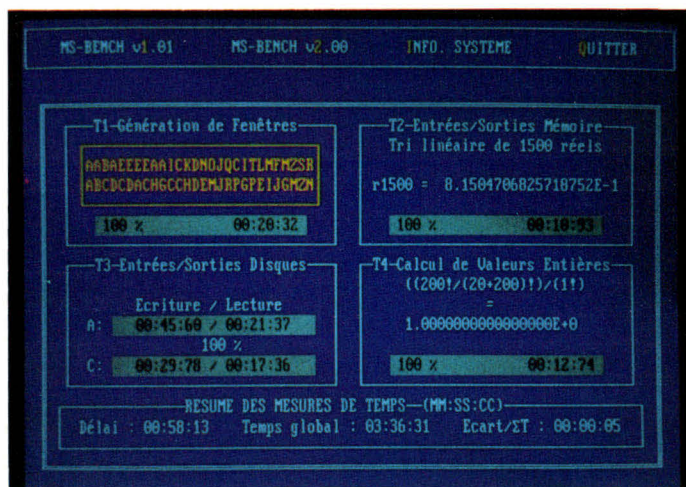 MS-BENCH v1.01 MS-BENCH v2.00 INFO. SYSTEME QUITTER
T1-Génération de Fenêtres
AABAEEEEAAICKDNOJQCITLMFMZSR
ABCDCDACHGCCHDEMJRPGPEIJGMZN
100 % 00:20:32
T2-Entrées/Sorties Mémoire
Tri linéaire de 1500 réels
r1500 = 8.1504706825718752E-1
100 % 00:10:93
T3-Entrées/Sorties Disques
Ecriture / Lecture
A: 00:45:60 / 00:21:37
100 %
C: 00:29:78 / 00:17:36
T4-Calcul de Valeurs Entières
((200!/(20+200)!)/(1!)
=
1.0000000000000000E+0
100 % 00:12:74
RESUME DES MESURES DE TEMPS—(MM:SS:CC)
Délai : 00:58:13 Temps global : 03:36:31 Ecart/ΣT : 00:00:05